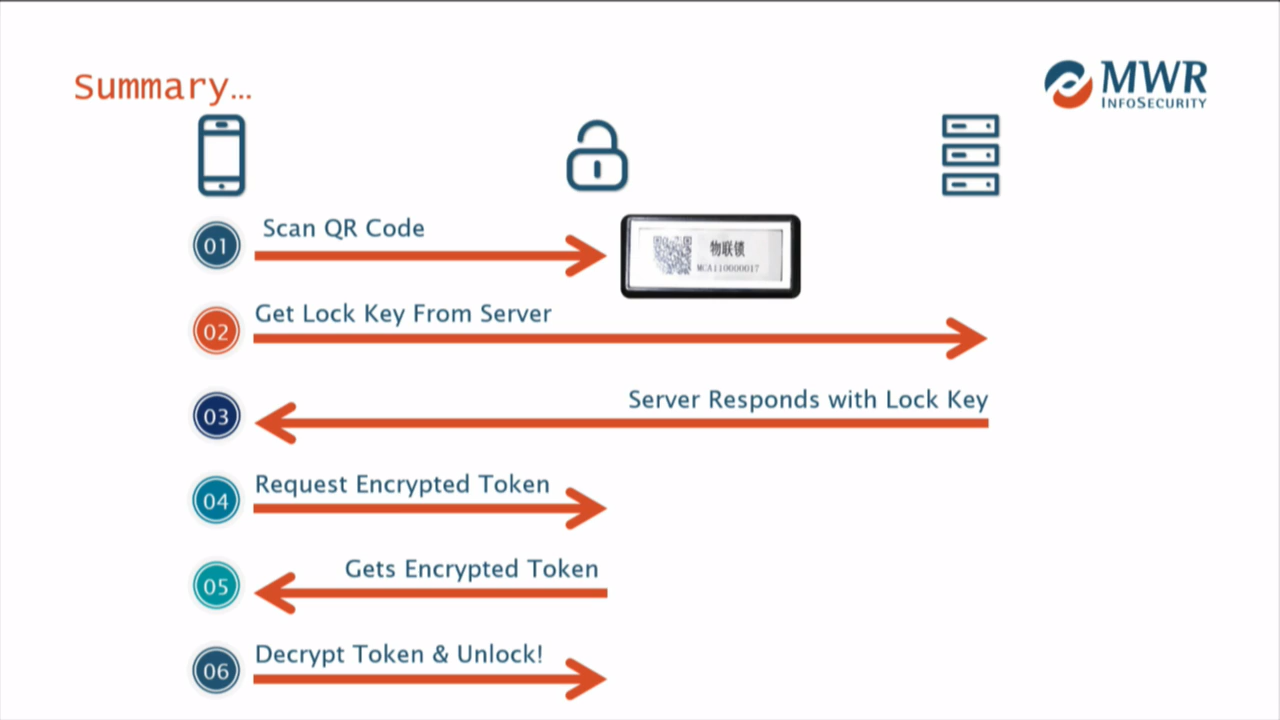 Summary…
MWR
INFOSECURITY
01
Scan QR Code
物联锁
MCA110000017
02
Get Lock Key From Server
03
Server Responds with Lock Key
04
Request Encrypted Token
05
Gets Encrypted Token
06
Decrypt Token & Unlock!